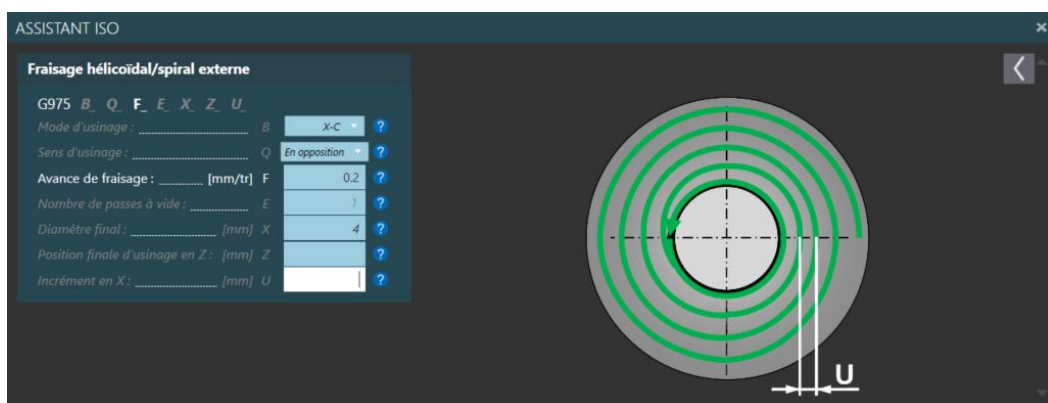 ASSISTANT ISO
Fraisage hélicoïdal/spiral externe
G975 B_ Q_ F_ E_ X_ Z_ U_
Mode d'usinage : B X-C ?
Sens d'usinage : Q En opposition ?
Avance de fraisage : [mm/tr] F 0.2 ?
Nombre de passes à vide : E 1 ?
Diamètre final : [mm] X 4 ?
Position finale d'usinage en Z : [mm] Z ?
Incrément en X : [mm] U ?
U